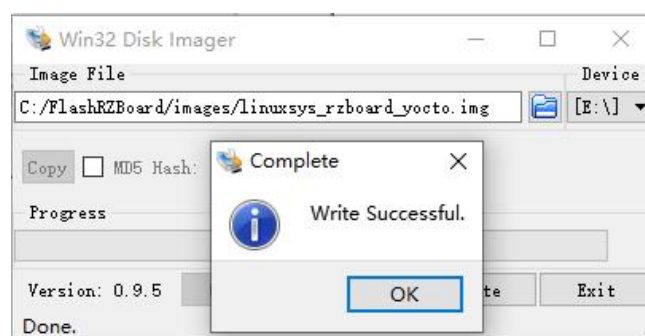 Win32 Disk Imager
Image File
Device
C:/FlashRZBoard/images/linuxsys_rzboard_yocto.img
[E:\]
Copy
MD5 Hash:
Complete
Write Successful.
Progress
OK
Version: 0.9.5
te
Exit
Done.